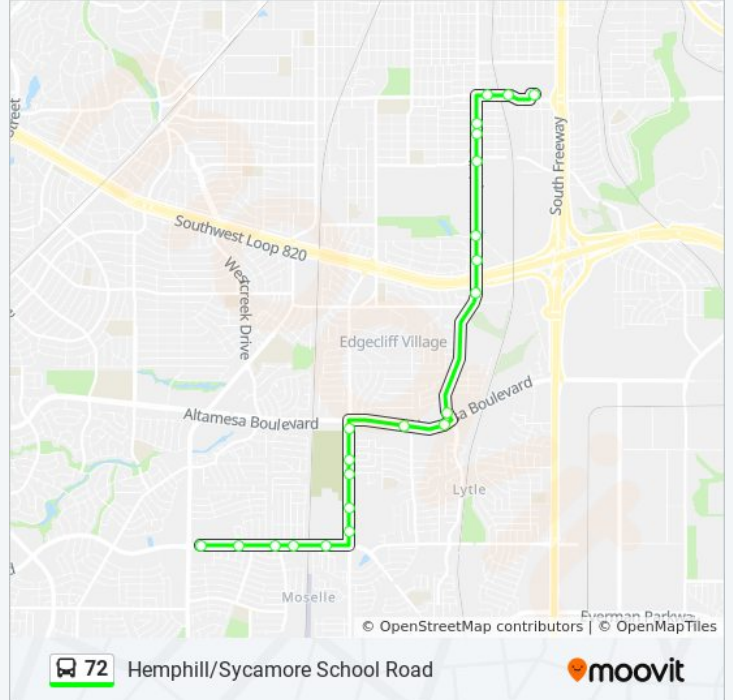 Street
South Freeway
Southwest Loop 820
Westcreek Drive
Edgecliff Village
Boulevard
Altamesa Boulevard
Lytle
Moselle
Everman Parkwa
© OpenStreetMap contributors | © OpenMapTiles
72 Hemphill/Sycamore School Road
moovit